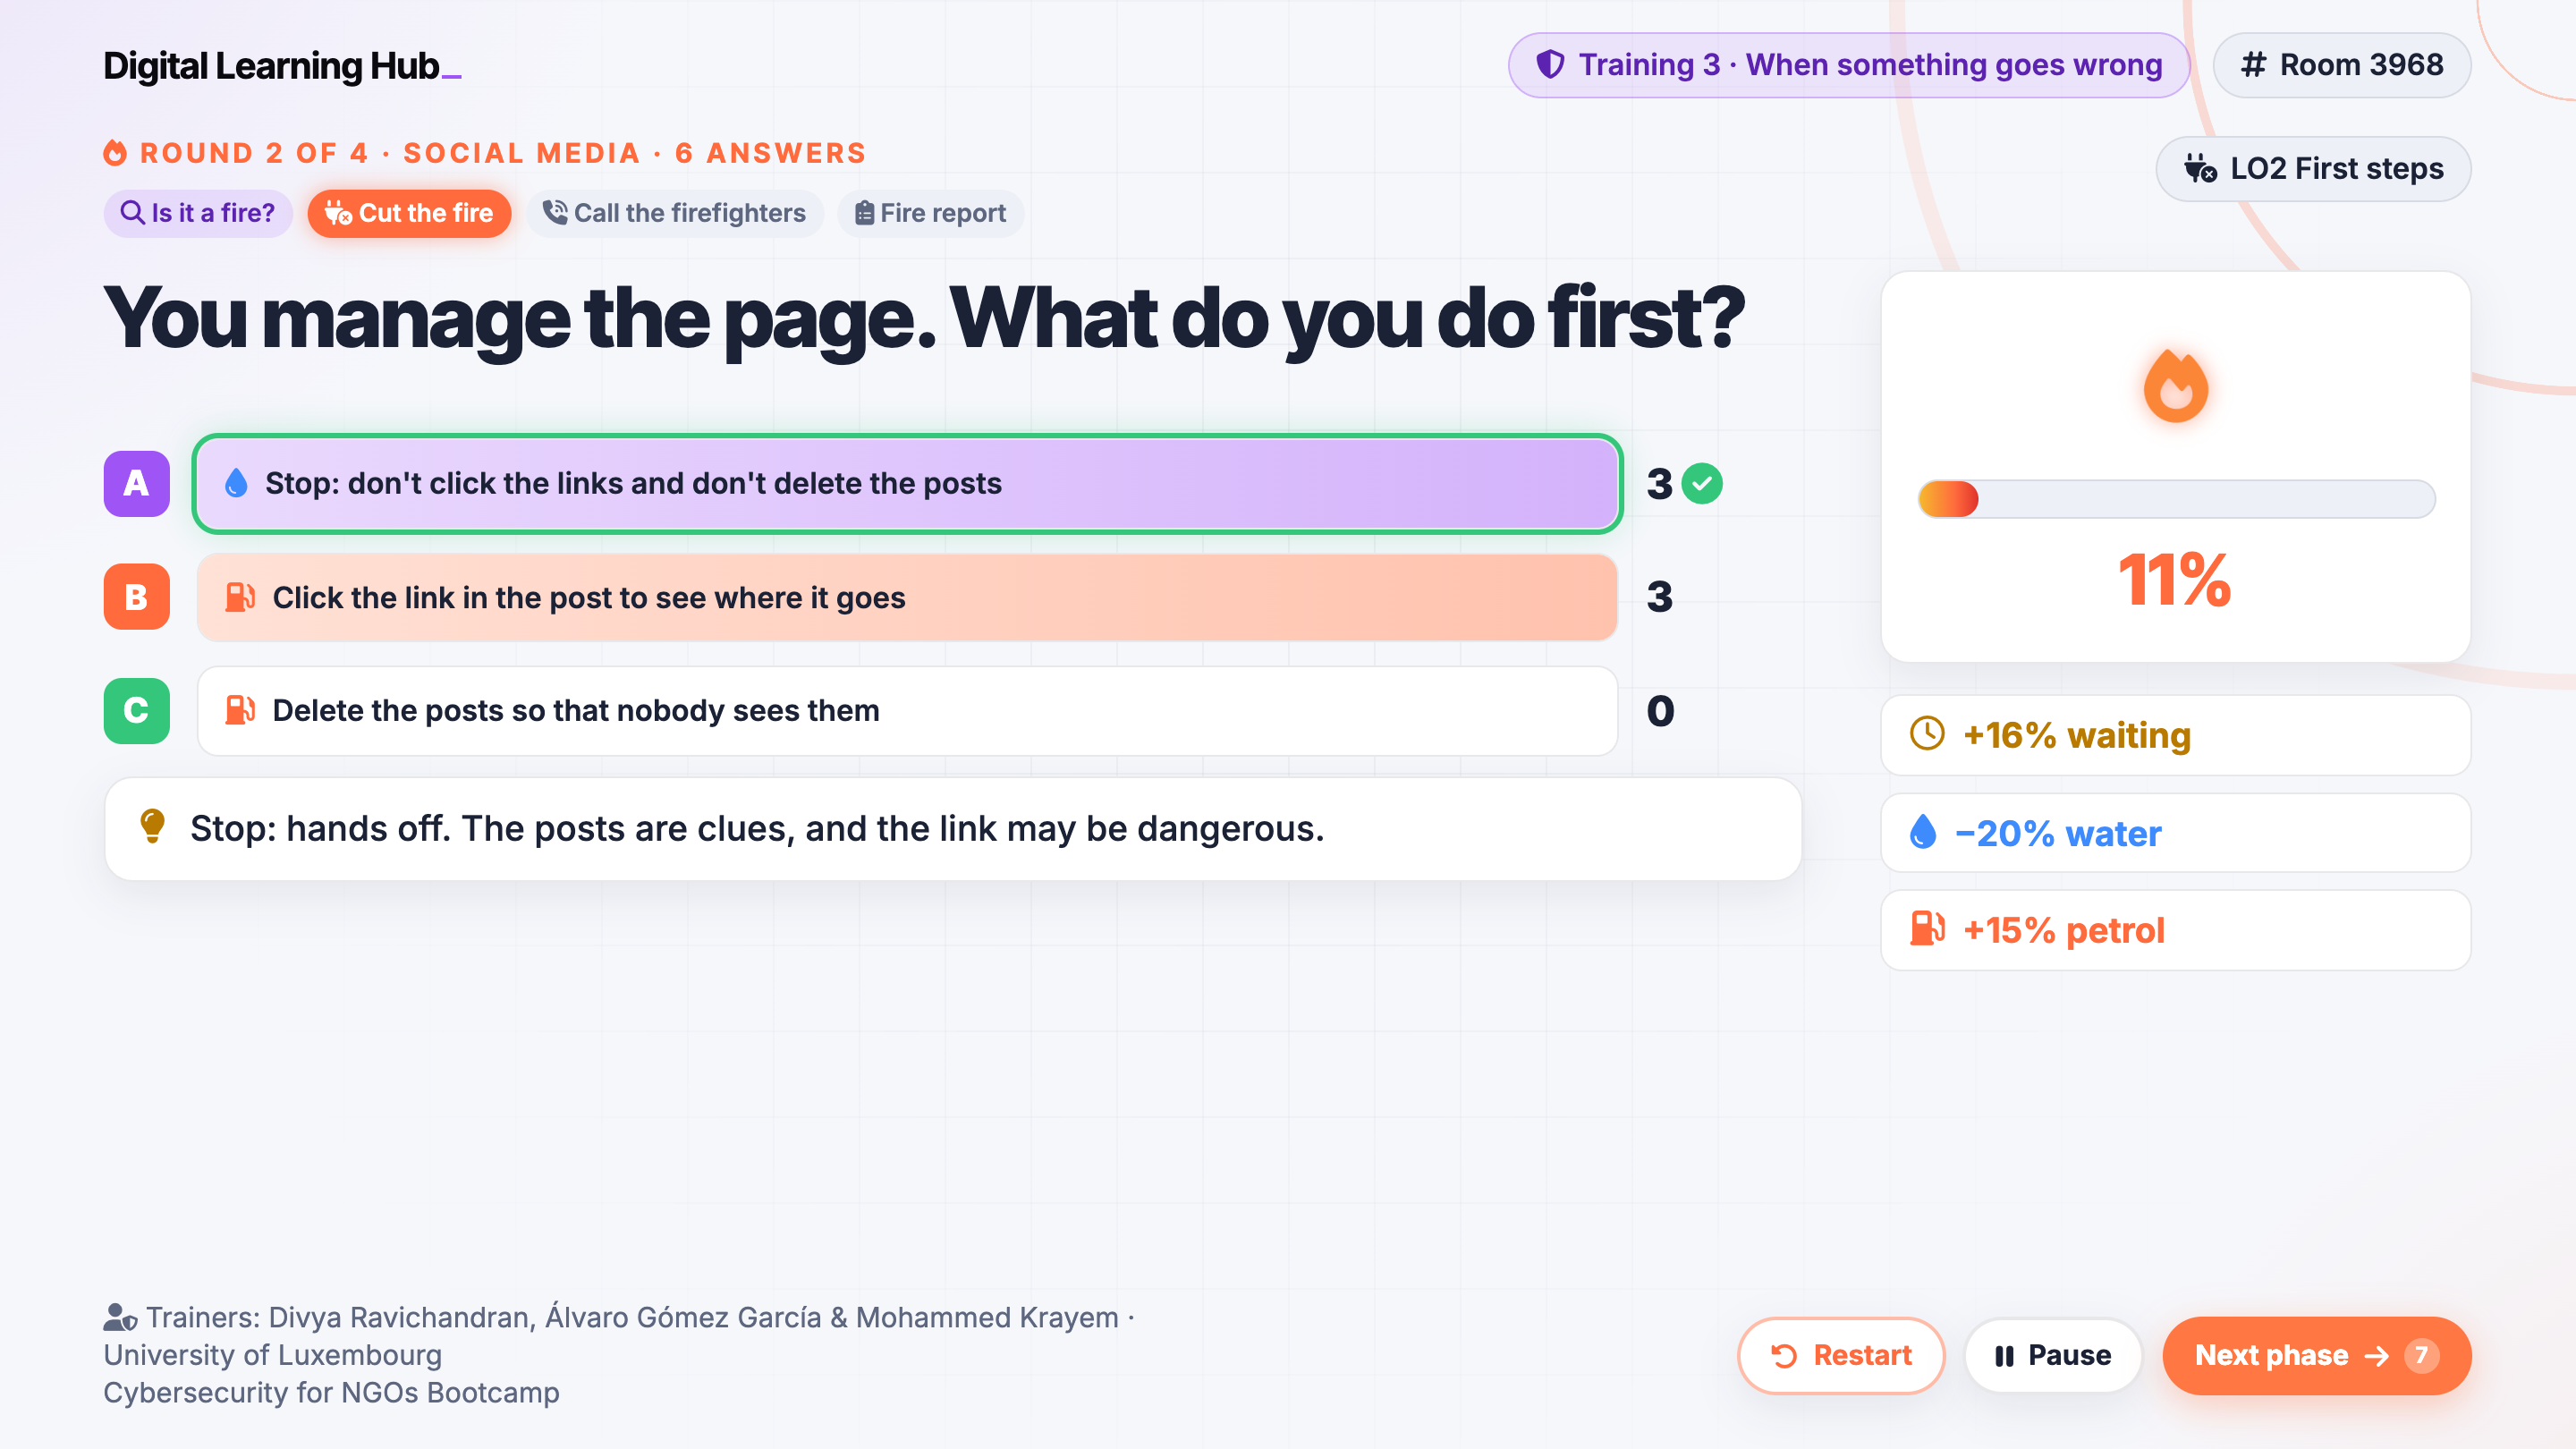 Digital Learning Hub_
Training 3 · When something goes wrong
# Room 3968
ROUND 2 OF 4 · SOCIAL MEDIA · 6 ANSWERS
LO2 First steps
Is it a fire?
Cut the fire
Call the firefighters
Fire report
You manage the page. What do you do first?
A
Stop: don't click the links and don't delete the posts
3
B
Click the link in the post to see where it goes
3
C
Delete the posts so that nobody sees them
0
Stop: hands off. The posts are clues, and the link may be dangerous.
11%
+16% waiting
−20% water
+15% petrol
Trainers: Divya Ravichandran, Álvaro Gómez García & Mohammed Krayem ·
University of Luxembourg
Cybersecurity for NGOs Bootcamp
Restart
Pause
Next phase → 7